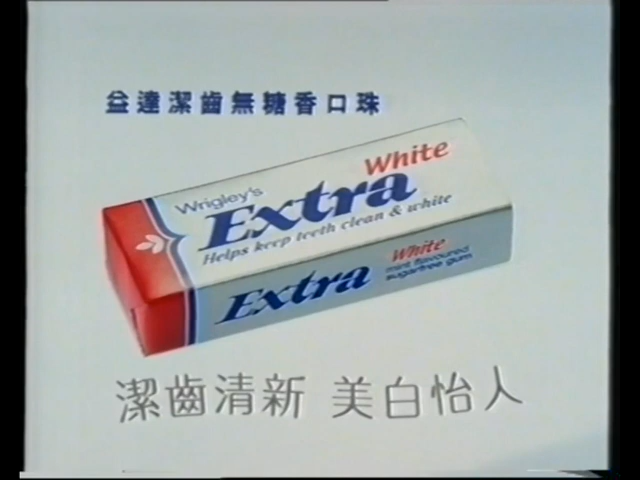 益達潔齒無糖香口珠
White
Wrigley's
Extra
Helps keep teeth clean & white
Extra
White
mint flavoured
sugarfree gum
潔齒清新 美白怡人